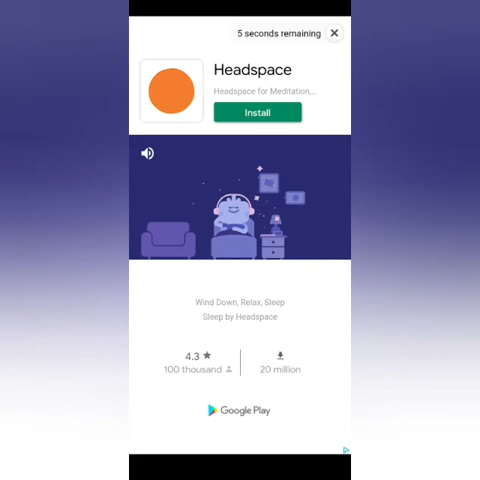 5 seconds remaining
Headspace
Headspace for Meditation,...
Install
Wind Down, Relax, Sleep
Sleep by Headspace
4.3
100 thousand
20 million
Google Play